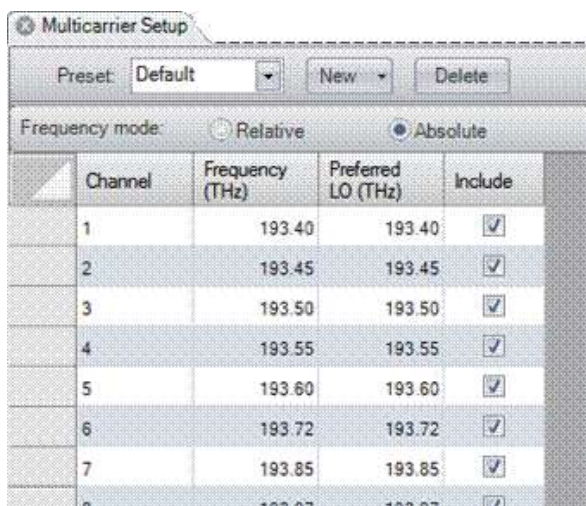 Multicarrier Setup
Preset: Default New Delete
Frequency mode: Relative Absolute
Channel Frequency (THz) Preferred LO (THz) Include
1 193.40 193.40
2 193.45 193.45
3 193.50 193.50
4 193.55 193.55
5 193.60 193.60
6 193.72 193.72
7 193.85 193.85